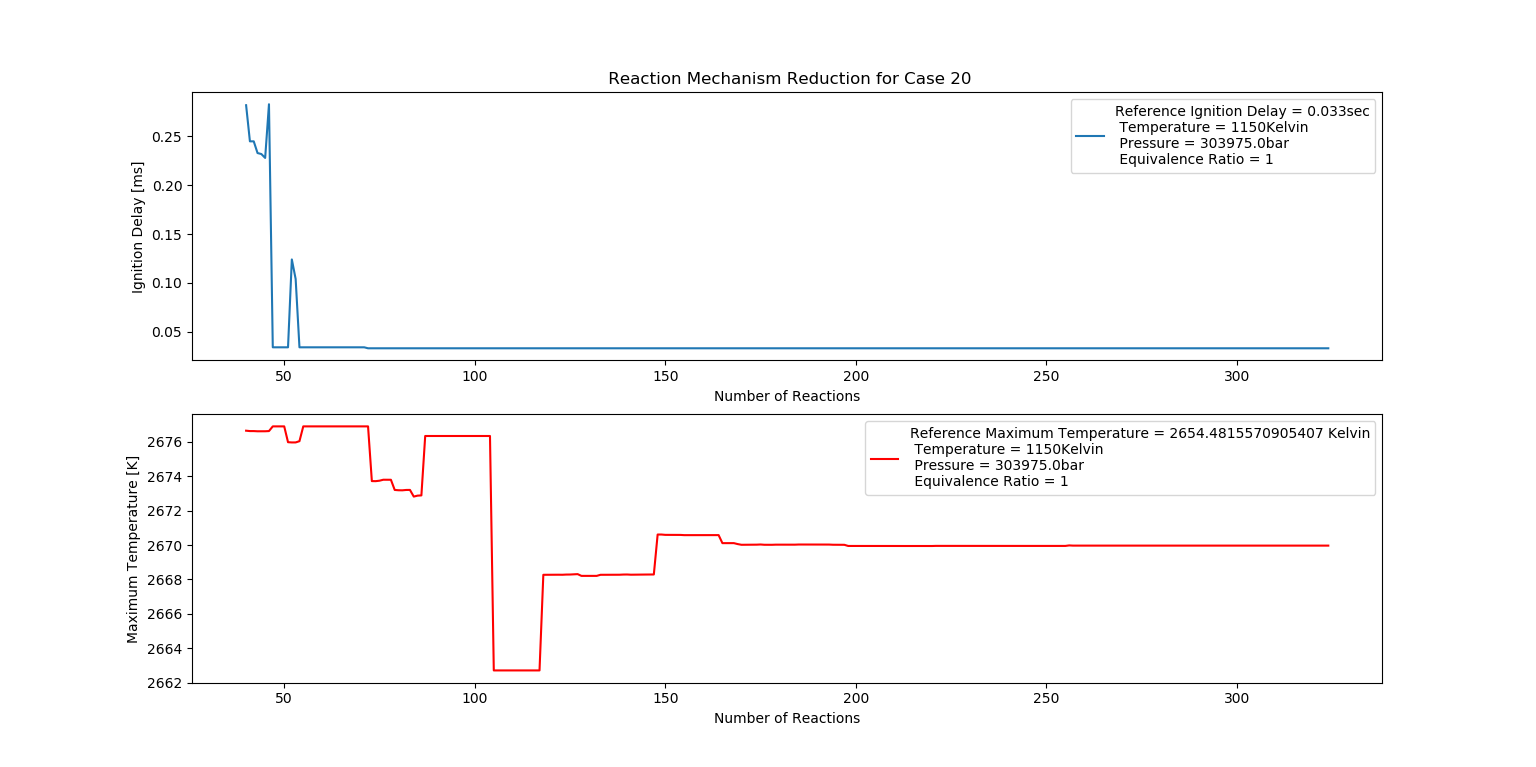 Reaction Mechanism Reduction for Case 20
Ignition Delay [ms]
0.25
0.20
0.15
0.10
0.05
Reference Ignition Delay = 0.033sec
Temperature = 1150Kelvin
Pressure = 303975.0bar
Equivalence Ratio = 1
50 100 150 200 250 300
Number of Reactions
Maximum Temperature [K]
2676
2674
2672
2670
2668
2666
2664
2662
Reference Maximum Temperature = 2654.4815570905407 Kelvin
Temperature = 1150Kelvin
Pressure = 303975.0bar
Equivalence Ratio = 1
50 100 150 200 250 300
Number of Reactions